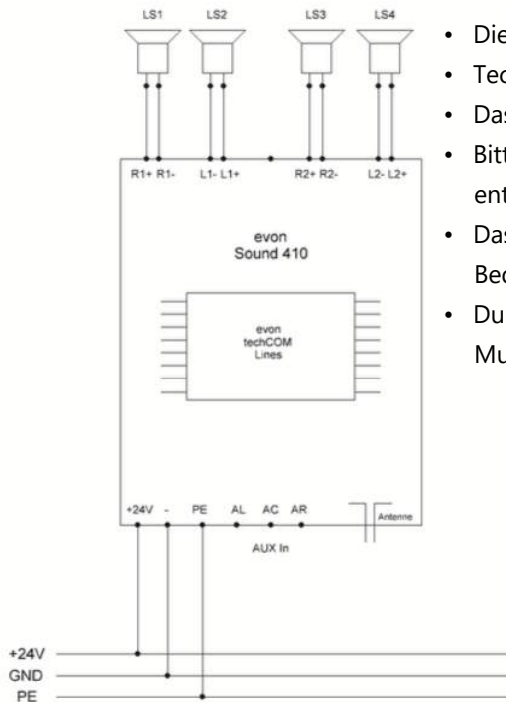 LS1 LS2 LS3 LS4
R1+ R1- L1- L1+ R2+ R2- L2- L2+
evon
Sound 410
evon
techCOM
Lines
+24V - PE AL AC AR
Antenne
AUX In
+24V
GND
PE
• Die
• Tec
• Das
• Bitt
ent
• Das
Bed
• Du
Mu